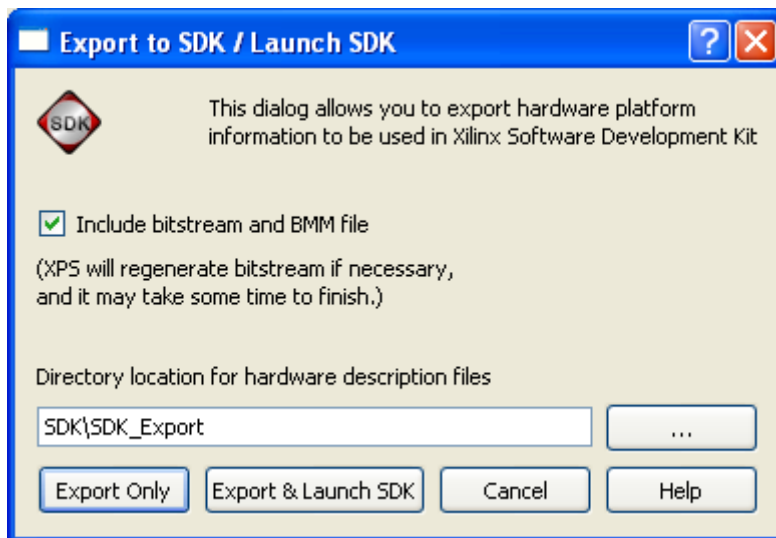 Export to SDK / Launch SDK
?
SDK
This dialog allows you to export hardware platform
information to be used in Xilinx Software Development Kit
Include bitstream and BMM file
(XPS will regenerate bitstream if necessary,
and it may take some time to finish.)
Directory location for hardware description files
SDK\SDK_Export
...
Export Only
Export & Launch SDK
Cancel
Help